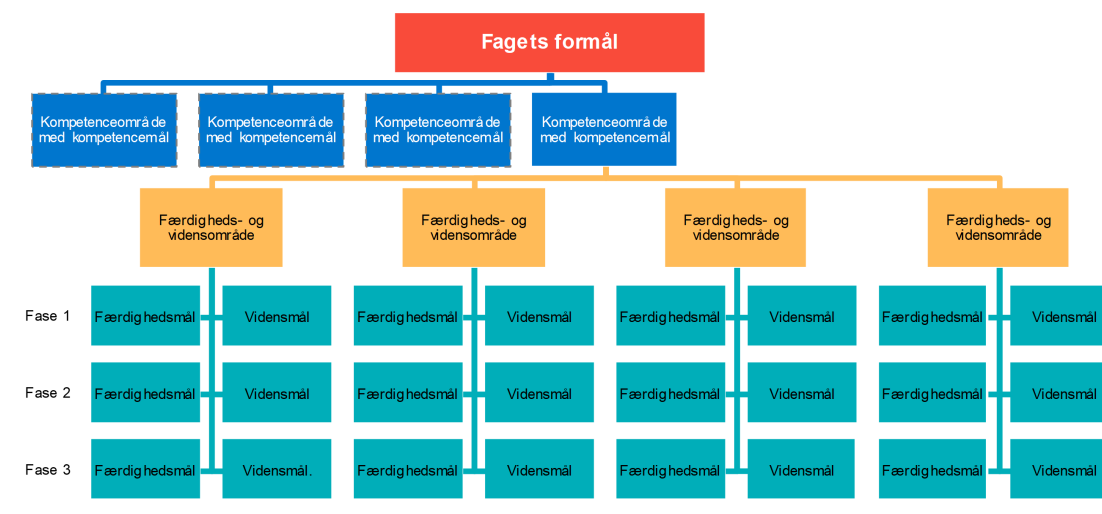 Fagets formål
Kompetenceområde
med kompetencemål
Kompetenceområde
med kompetencemål
Kompetenceområde
med kompetencemål
Kompetenceområde
med kompetencemål
Færdigheds- og
vidensområde
Færdigheds- og
vidensområde
Færdigheds- og
vidensområde
Færdigheds- og
vidensområde
Fase 1
Færdighedsmål
Vidensmål
Færdighedsmål
Vidensmål
Færdighedsmål
Vidensmål
Færdighedsmål
Vidensmål
Fase 2
Færdighedsmål
Vidensmål
Færdighedsmål
Vidensmål
Færdighedsmål
Vidensmål
Færdighedsmål
Vidensmål
Fase 3
Færdighedsmål
Vidensmål.
Færdighedsmål
Vidensmål
Færdighedsmål
Vidensmål
Færdighedsmål
Vidensmål